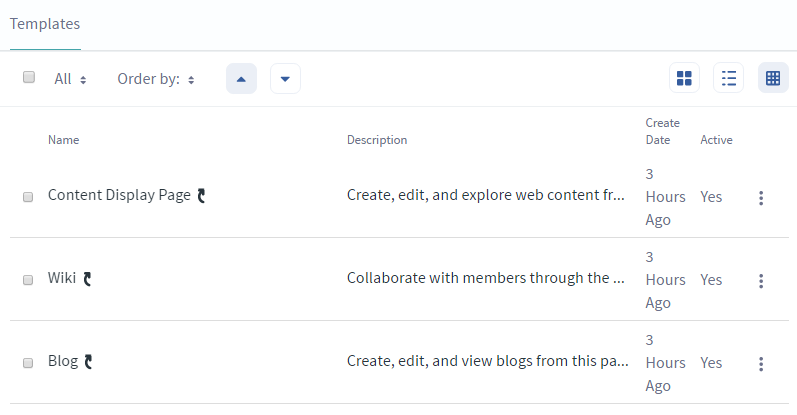 Templates
All Order by:
Name Description Create Date Active
Content Display Page Create, edit, and explore web content fr... 3 Hours Ago Yes
Wiki Collaborate with members through the ... 3 Hours Ago Yes
Blog Create, edit, and view blogs from this pa... 3 Hours Ago Yes